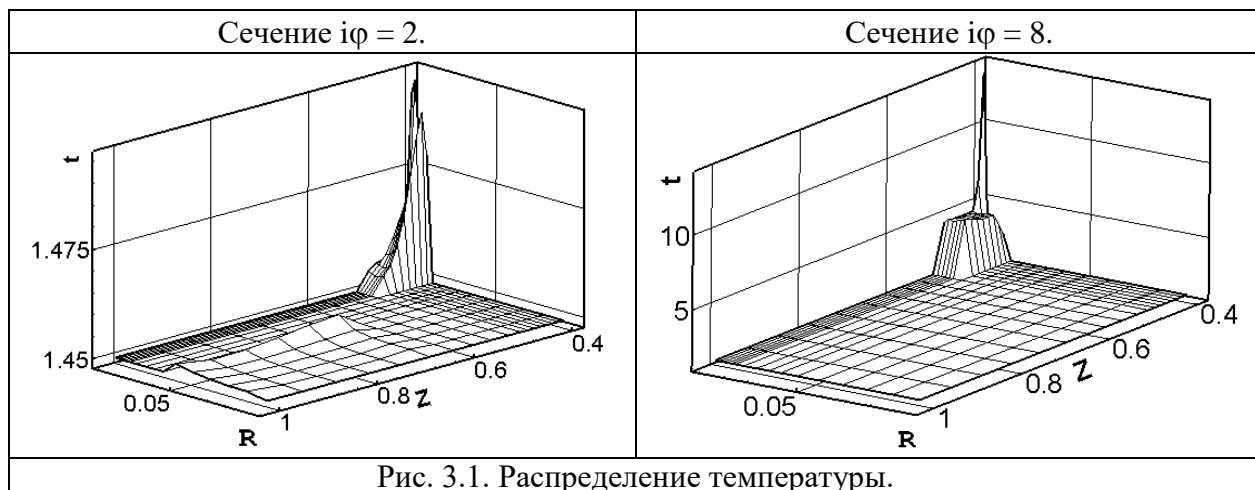 Сечение iφ = 2.
Сечение iφ = 8.
t
1.475
1.45
0.05
R
1
0.8
Z
0.6
0.4
t
10
5
0.05
R
1
0.8
Z
0.6
0.4
Рис. 3.1. Распределение температуры.